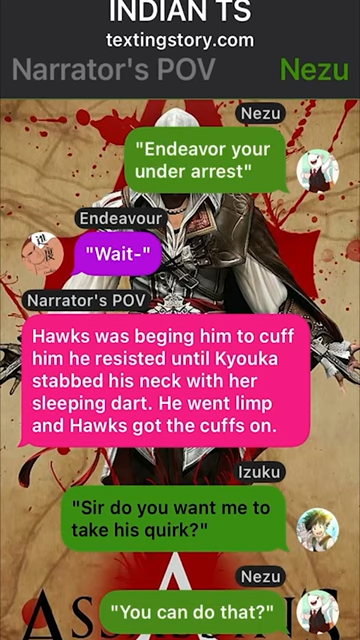 INDIAN TS
textingstory.com
Narrator's POV Nezu
Nezu
"Endeavor your
under arrest"
Endeavour
"Wait-"
Narrator's POV
Hawks was beging him to cuff
him he resisted until Kyouka
stabbed his neck with her
sleeping dart. He went limp
and Hawks got the cuffs on.
Izuku
"Sir do you want me to
take his quirk?"
Nezu
"You can do that?"